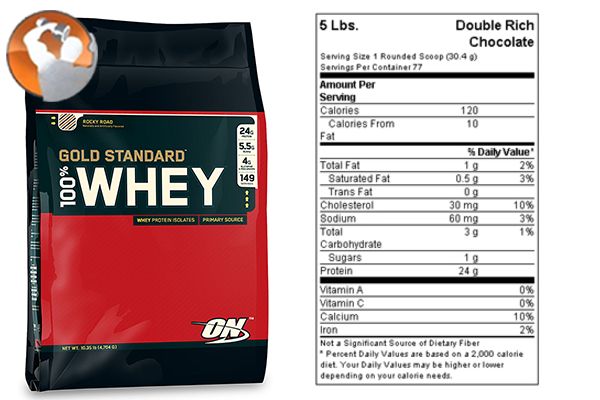 ROCKY ROAD
GOLD STANDARD
100% WHEY
24G
5.5G
4G
149
WHEY PROTEIN ISOLATES | PRIMARY SOURCE
ON
NET WT. 10.35 lb (4,704 G)
5 Lbs. Double Rich
Chocolate
Serving Size 1 Rounded Scoop (30.4 g)
Servings Per Container 77
Amount Per
Serving
Calories 120
Calories From 10
Fat
% Daily Value*
Total Fat 1 g 2%
Saturated Fat 0.5 g 3%
Trans Fat 0 g
Cholesterol 30 mg 10%
Sodium 60 mg 3%
Total 3 g 1%
Carbohydrate
Sugars 1 g
Protein 24 g
Vitamin A 0%
Vitamin C 0%
Calcium 10%
Iron 2%
Not a Significant Source of Dietary Fiber
* Percent Daily Values are based on a 2,000 calorie
diet. Your Daily Values may be higher or lower
depending on your calorie needs.